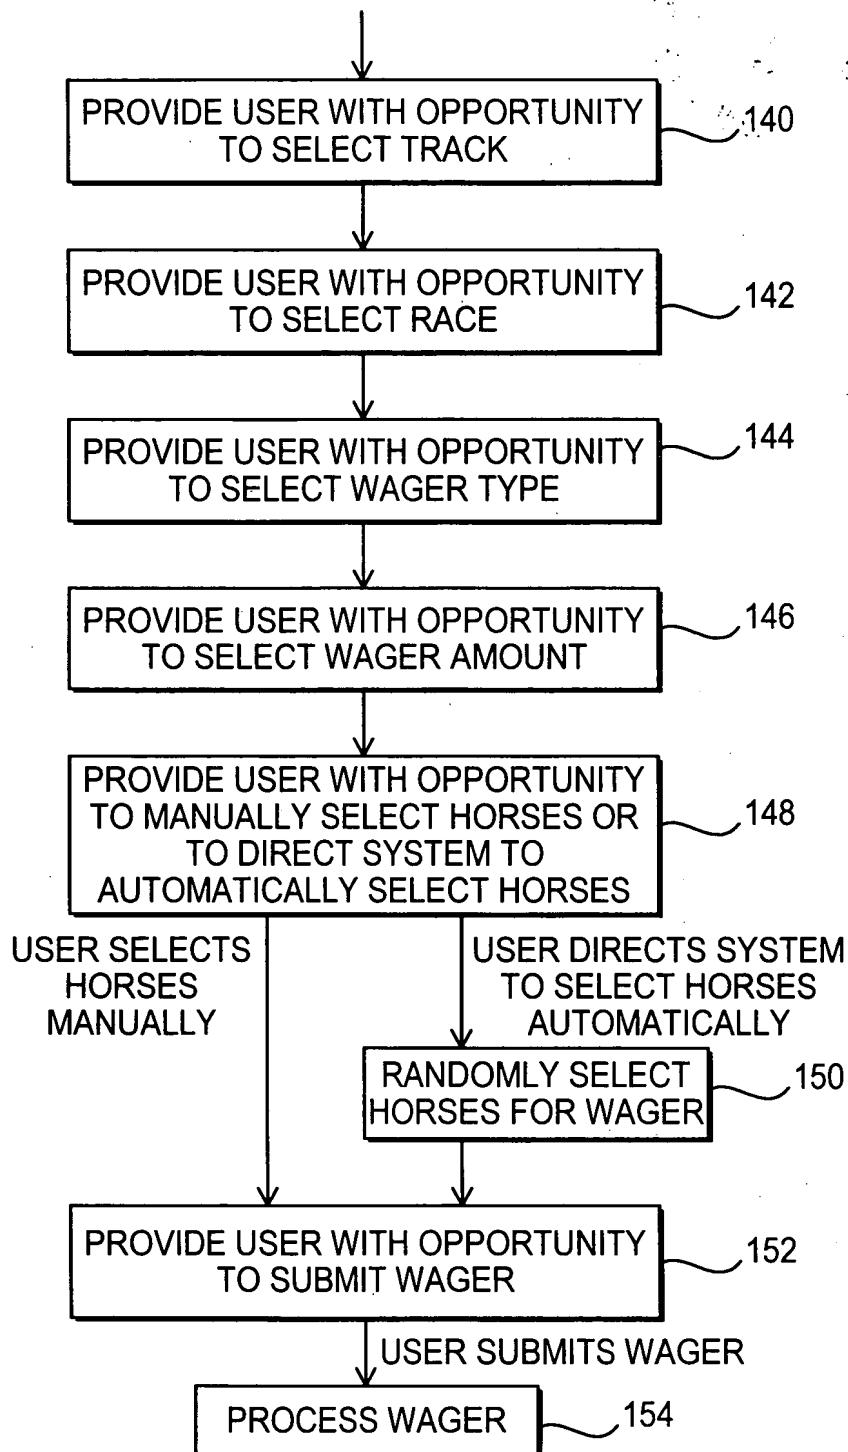 PROVIDE USER WITH OPPORTUNITY
TO SELECT TRACK
140
PROVIDE USER WITH OPPORTUNITY
TO SELECT RACE
142
PROVIDE USER WITH OPPORTUNITY
TO SELECT WAGER TYPE
144
PROVIDE USER WITH OPPORTUNITY
TO SELECT WAGER AMOUNT
146
PROVIDE USER WITH OPPORTUNITY
TO MANUALLY SELECT HORSES OR
TO DIRECT SYSTEM TO
AUTOMATICALLY SELECT HORSES
148
USER SELECTS
HORSES
MANUALLY
USER DIRECTS SYSTEM
TO SELECT HORSES
AUTOMATICALLY
RANDOMLY SELECT
HORSES FOR WAGER
150
PROVIDE USER WITH OPPORTUNITY
TO SUBMIT WAGER
152
USER SUBMITS WAGER
PROCESS WAGER
154